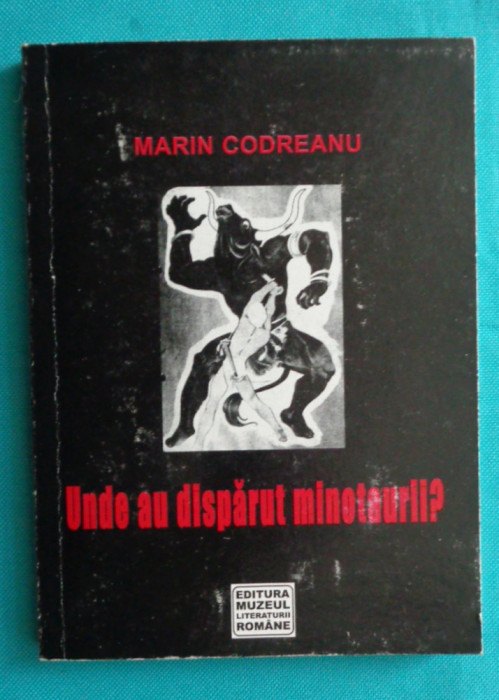 MARIN CODREANU
Unde au dispărut minotaurii?
EDITURA
MUZEUL
LITERATURII
ROMÂNE